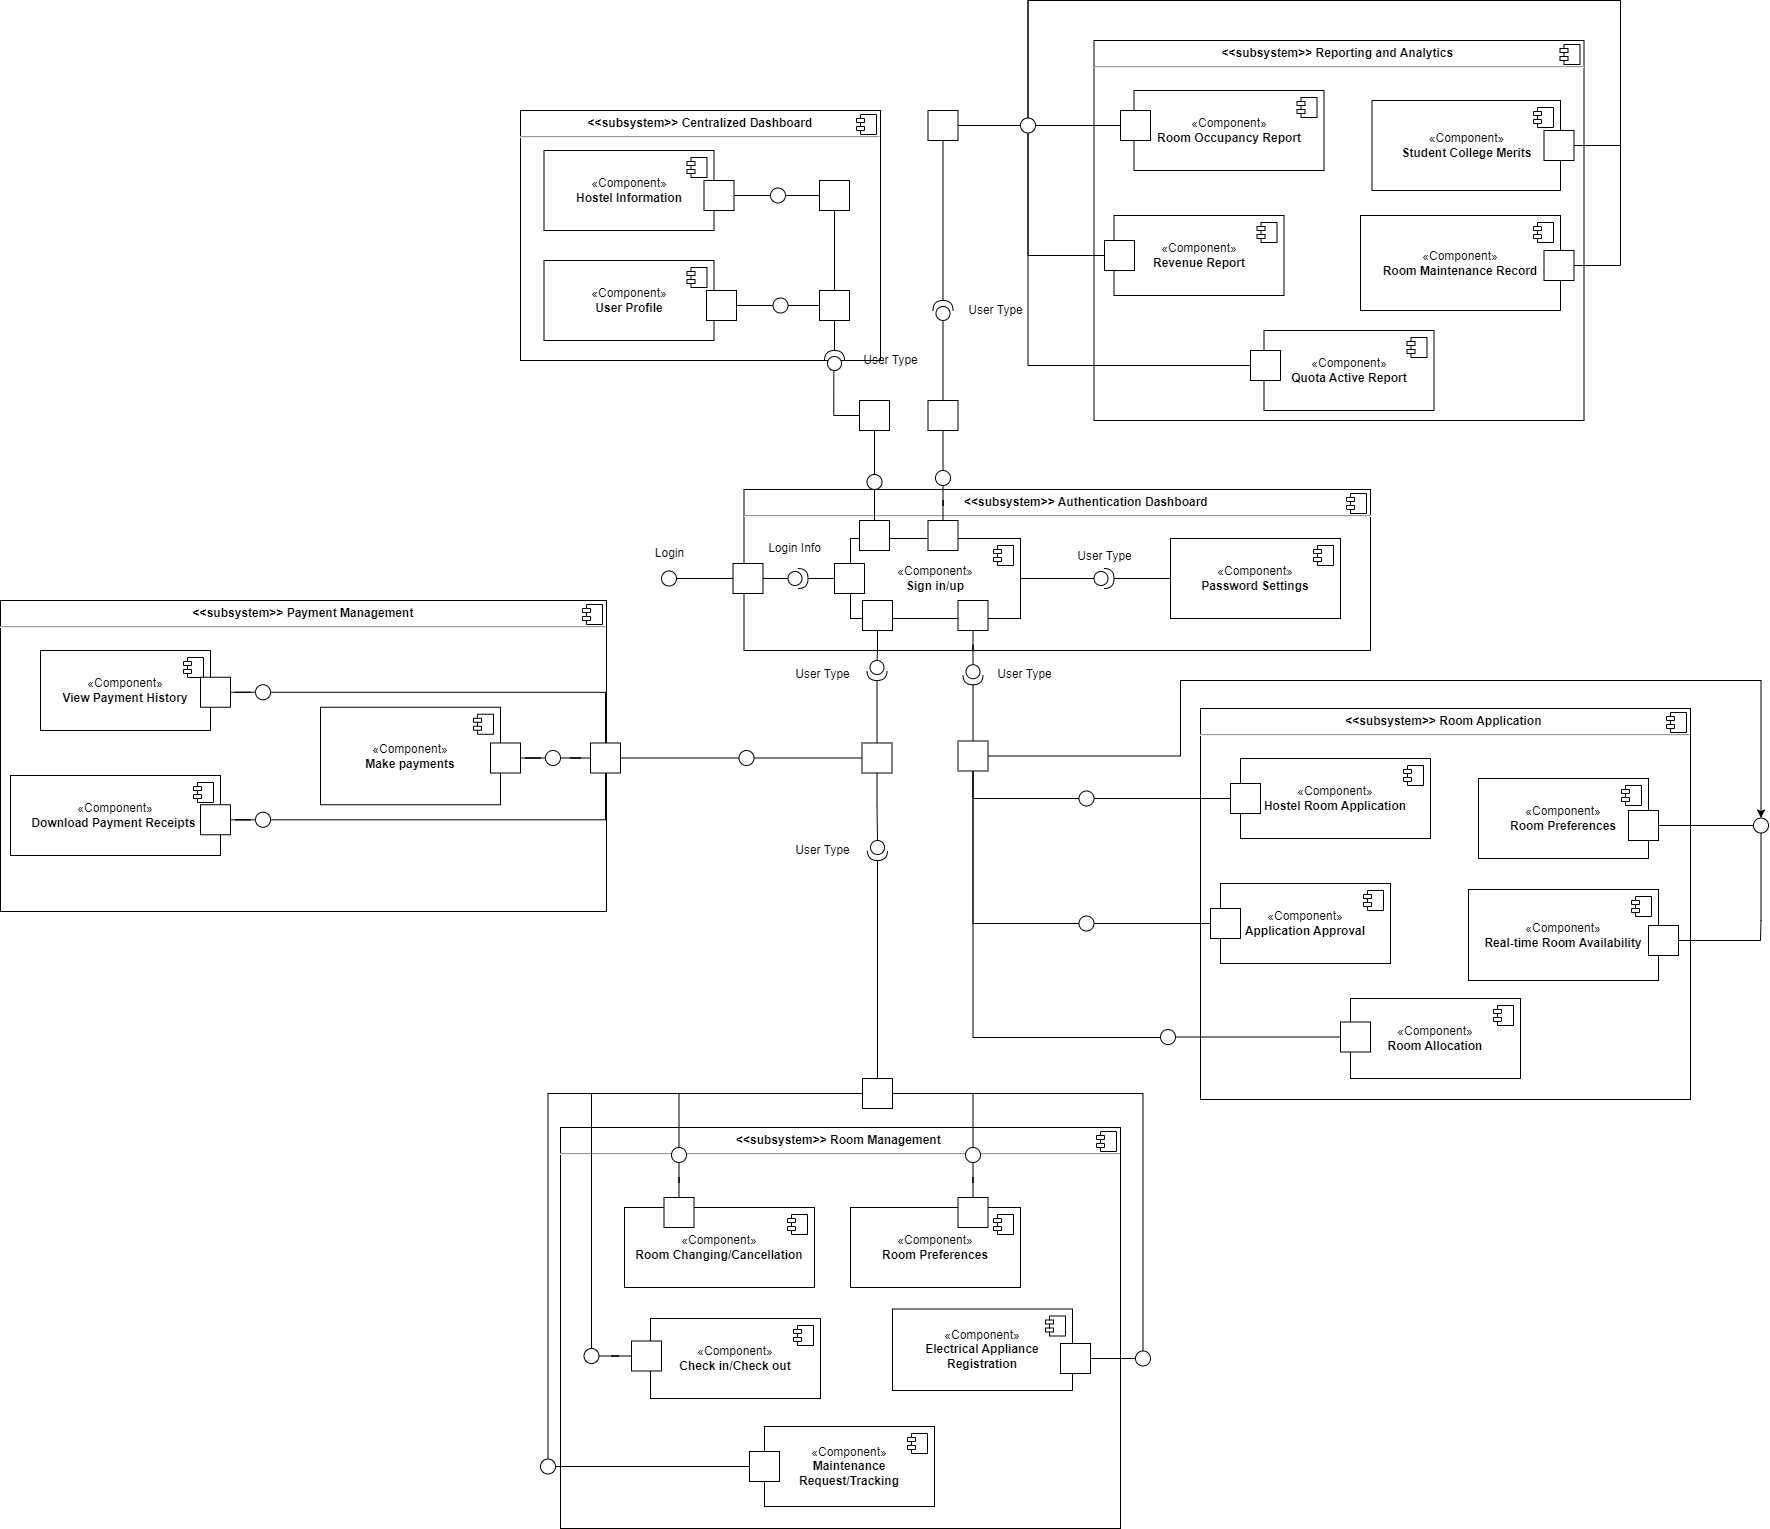 <<subsystem>> Reporting and Analytics
«Component»
Room Occupancy Report
«Component»
Student College Merits
«Component»
Revenue Report
«Component»
Room Maintenance Record
«Component»
Quota Active Report
<<subsystem>> Centralized Dashboard
«Component»
Hostel Information
«Component»
User Profile
User Type
User Type
<<subsystem>> Authentication Dashboard
Login
Login Info
«Component»
Sign in/up
User Type
«Component»
Password Settings
User Type
User Type
<<subsystem>> Payment Management
«Component»
View Payment History
«Component»
Make payments
«Component»
Download Payment Receipts
User Type
<<subsystem>> Room Application
«Component»
Hostel Room Application
«Component»
Room Preferences
«Component»
Application Approval
«Component»
Real-time Room Availability
«Component»
Room Allocation
<<subsystem>> Room Management
«Component»
Room Changing/Cancellation
«Component»
Room Preferences
«Component»
Check in/Check out
«Component»
Electrical Appliance
Registration
«Component»
Maintenance
Request/Tracking